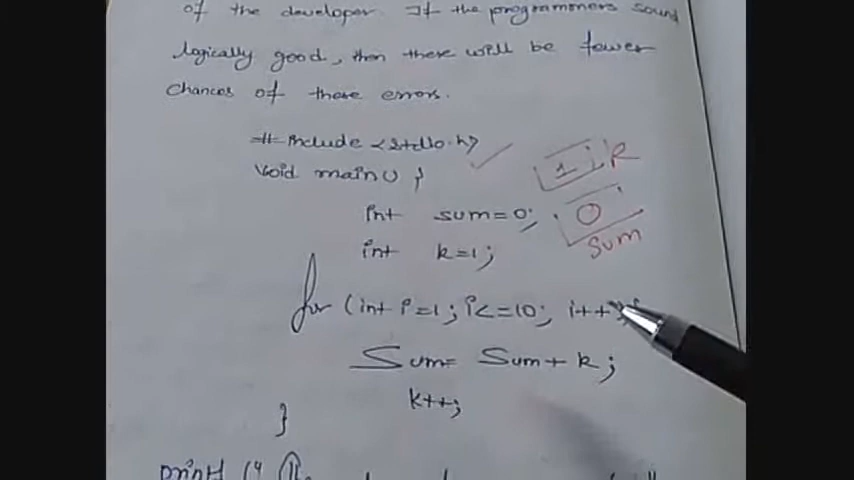 of the developer. If the programmers sound
logically good, then there will be fewer
chances of these errors.
# include <stdio.h>
void main() {
1 k
int sum=0;
0
int k=1;
sum
for (int i=1; i<=10; i++) {
Sum= Sum+ k;
k++;
}